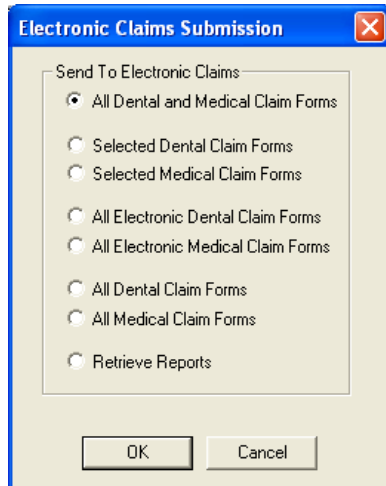 Electronic Claims Submission
Send To Electronic Claims
All Dental and Medical Claim Forms
Selected Dental Claim Forms
Selected Medical Claim Forms
All Electronic Dental Claim Forms
All Electronic Medical Claim Forms
All Dental Claim Forms
All Medical Claim Forms
Retrieve Reports
OK Cancel